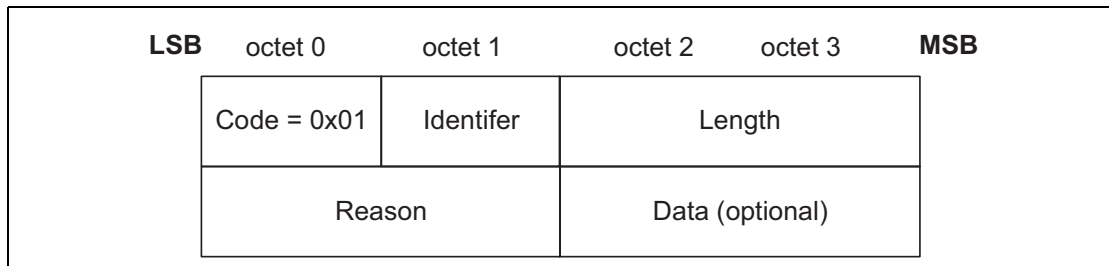 LSB octet 0 octet 1 octet 2 octet 3 MSB
Code = 0x01 Identifer Length
Reason Data (optional)